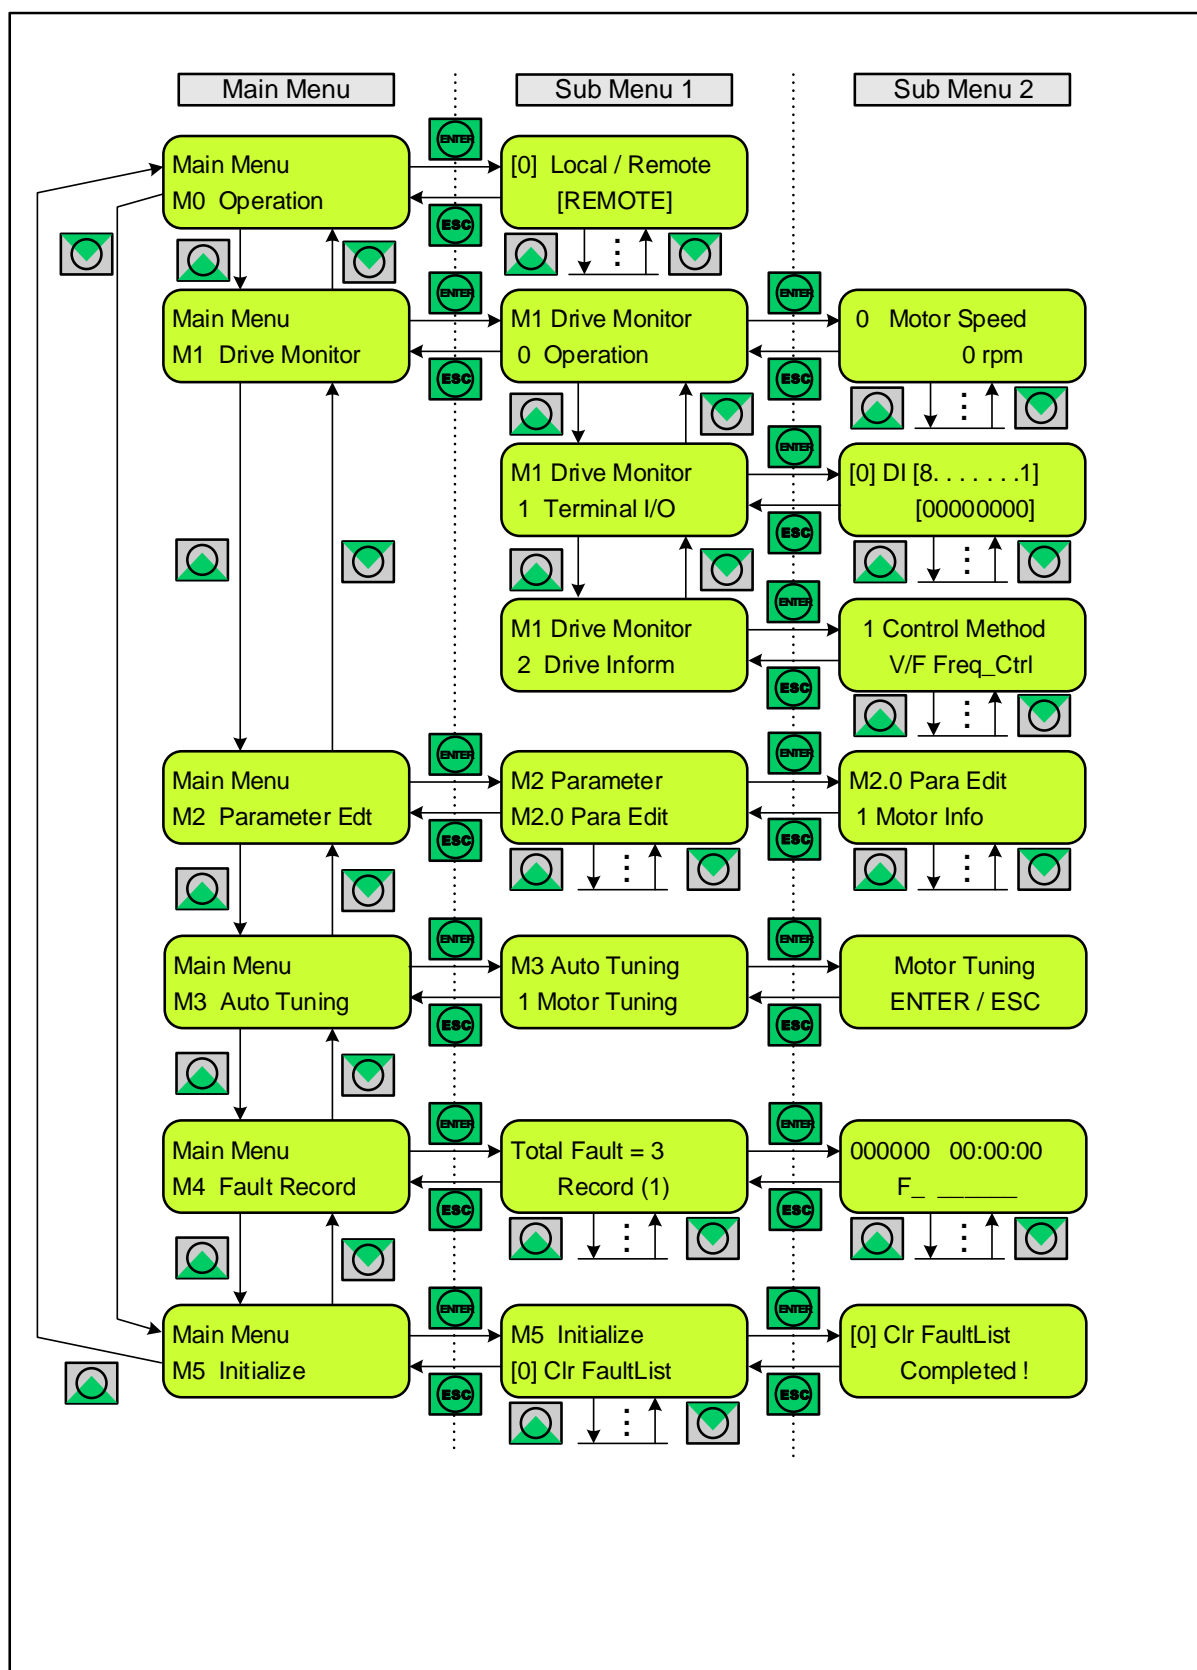 Main Menu
Sub Menu 1
Sub Menu 2
ENTER
Main Menu
M0 Operation
[0] Local / Remote
[REMOTE]
ESC
ENTER
ENTER
Main Menu
M1 Drive Monitor
M1 Drive Monitor
0 Operation
0 Motor Speed
0 rpm
ESC
ESC
ENTER
M1 Drive Monitor
1 Terminal I/O
[0] DI [8. . . . . . .1]
[00000000]
ESC
ENTER
M1 Drive Monitor
2 Drive Inform
1 Control Method
V/F Freq_Ctrl
ESC
ENTER
ENTER
Main Menu
M2 Parameter Edt
M2 Parameter
M2.0 Para Edit
M2.0 Para Edit
1 Motor Info
ESC
ESC
ENTER
ENTER
Main Menu
M3 Auto Tuning
M3 Auto Tuning
1 Motor Tuning
Motor Tuning
ENTER / ESC
ESC
ESC
ENTER
ENTER
Main Menu
M4 Fault Record
Total Fault = 3
Record (1)
000000 00:00:00
F_ ______
ESC
ESC
ENTER
ENTER
Main Menu
M5 Initialize
M5 Initialize
[0] Clr FaultList
[0] Clr FaultList
Completed !
ESC
ESC